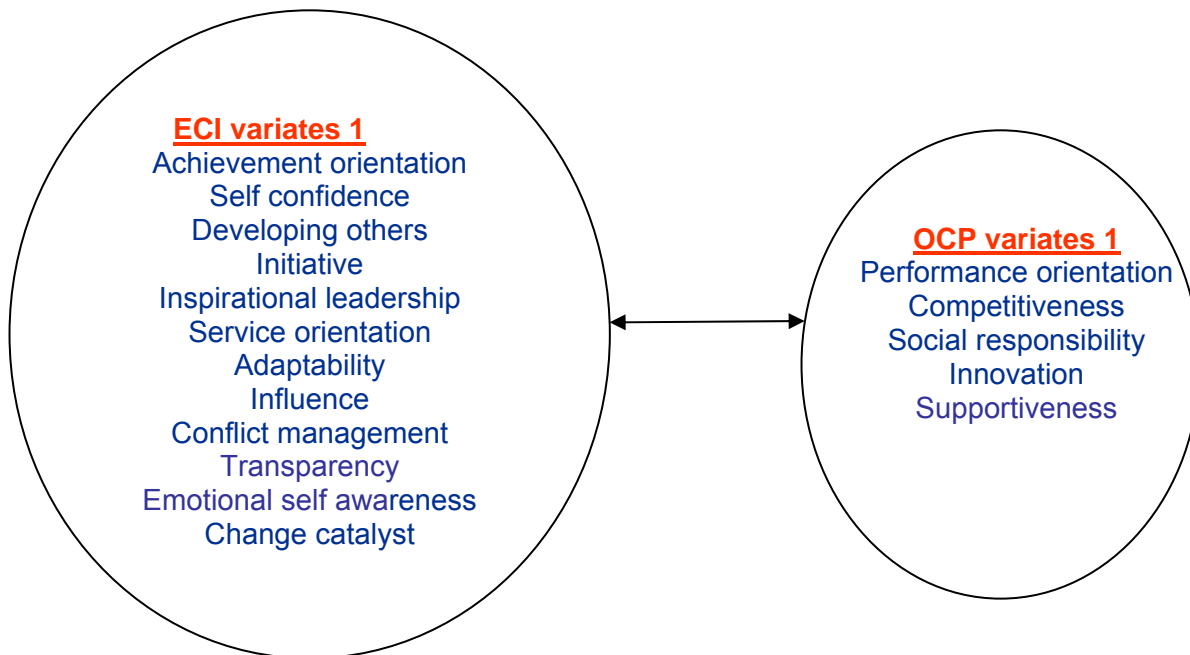 ECI variates 1
Achievement orientation
Self confidence
Developing others
Initiative
Inspirational leadership
Service orientation
Adaptability
Influence
Conflict management
Transparency
Emotional self awareness
Change catalyst
OCP variates 1
Performance orientation
Competitiveness
Social responsibility
Innovation
Supportiveness